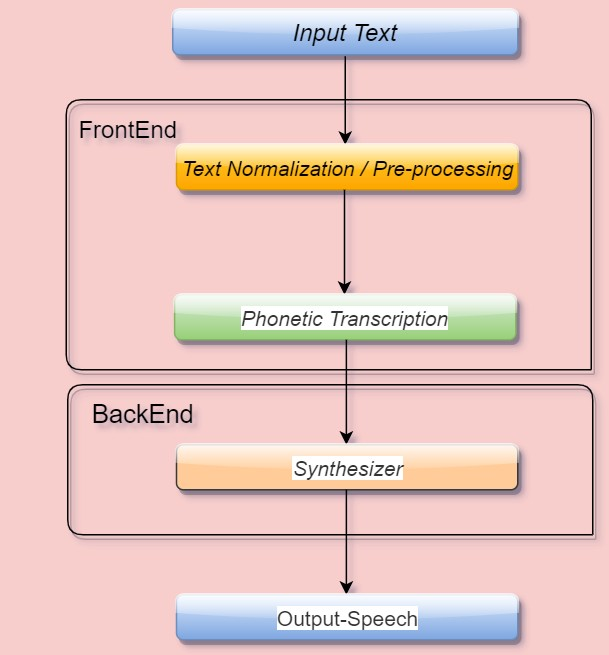 Input Text
FrontEnd
Text Normalization / Pre-processing
Phonetic Transcription
BackEnd
Synthesizer
Output-Speech